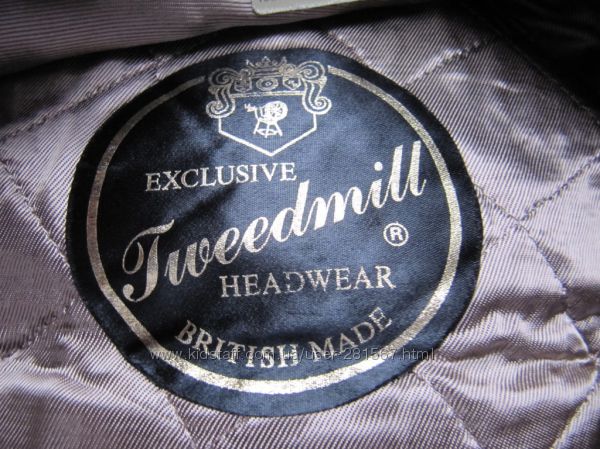 EXCLUSIVE
Tweedmill ®
HEADWEAR
BRITISH MADE
www.kidstaff.com.ua/user-281567.html